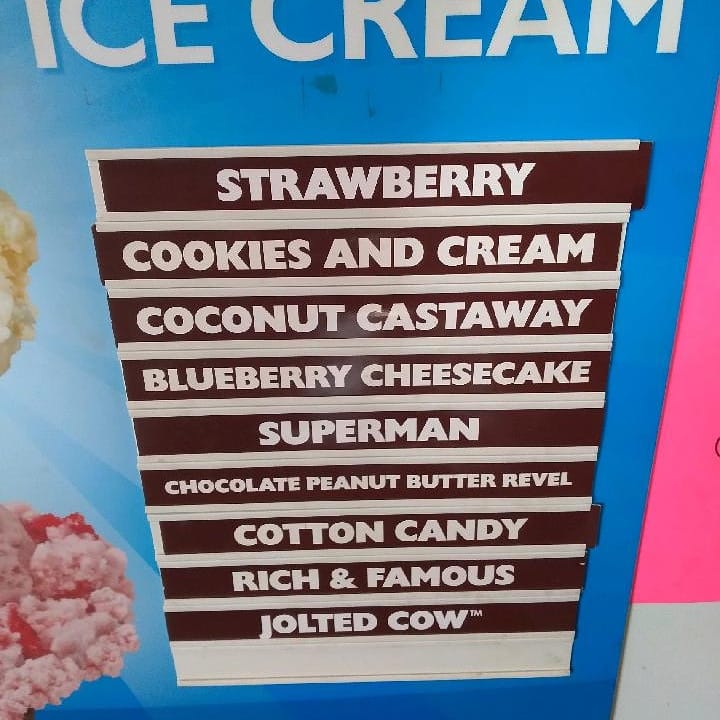 ICE CREAM
STRAWBERRY
COOKIES AND CREAM
COCONUT CASTAWAY
BLUEBERRY CHEESECAKE
SUPERMAN
CHOCOLATE PEANUT BUTTER REVEL
COTTON CANDY
RICH & FAMOUS
JOLTED COW™